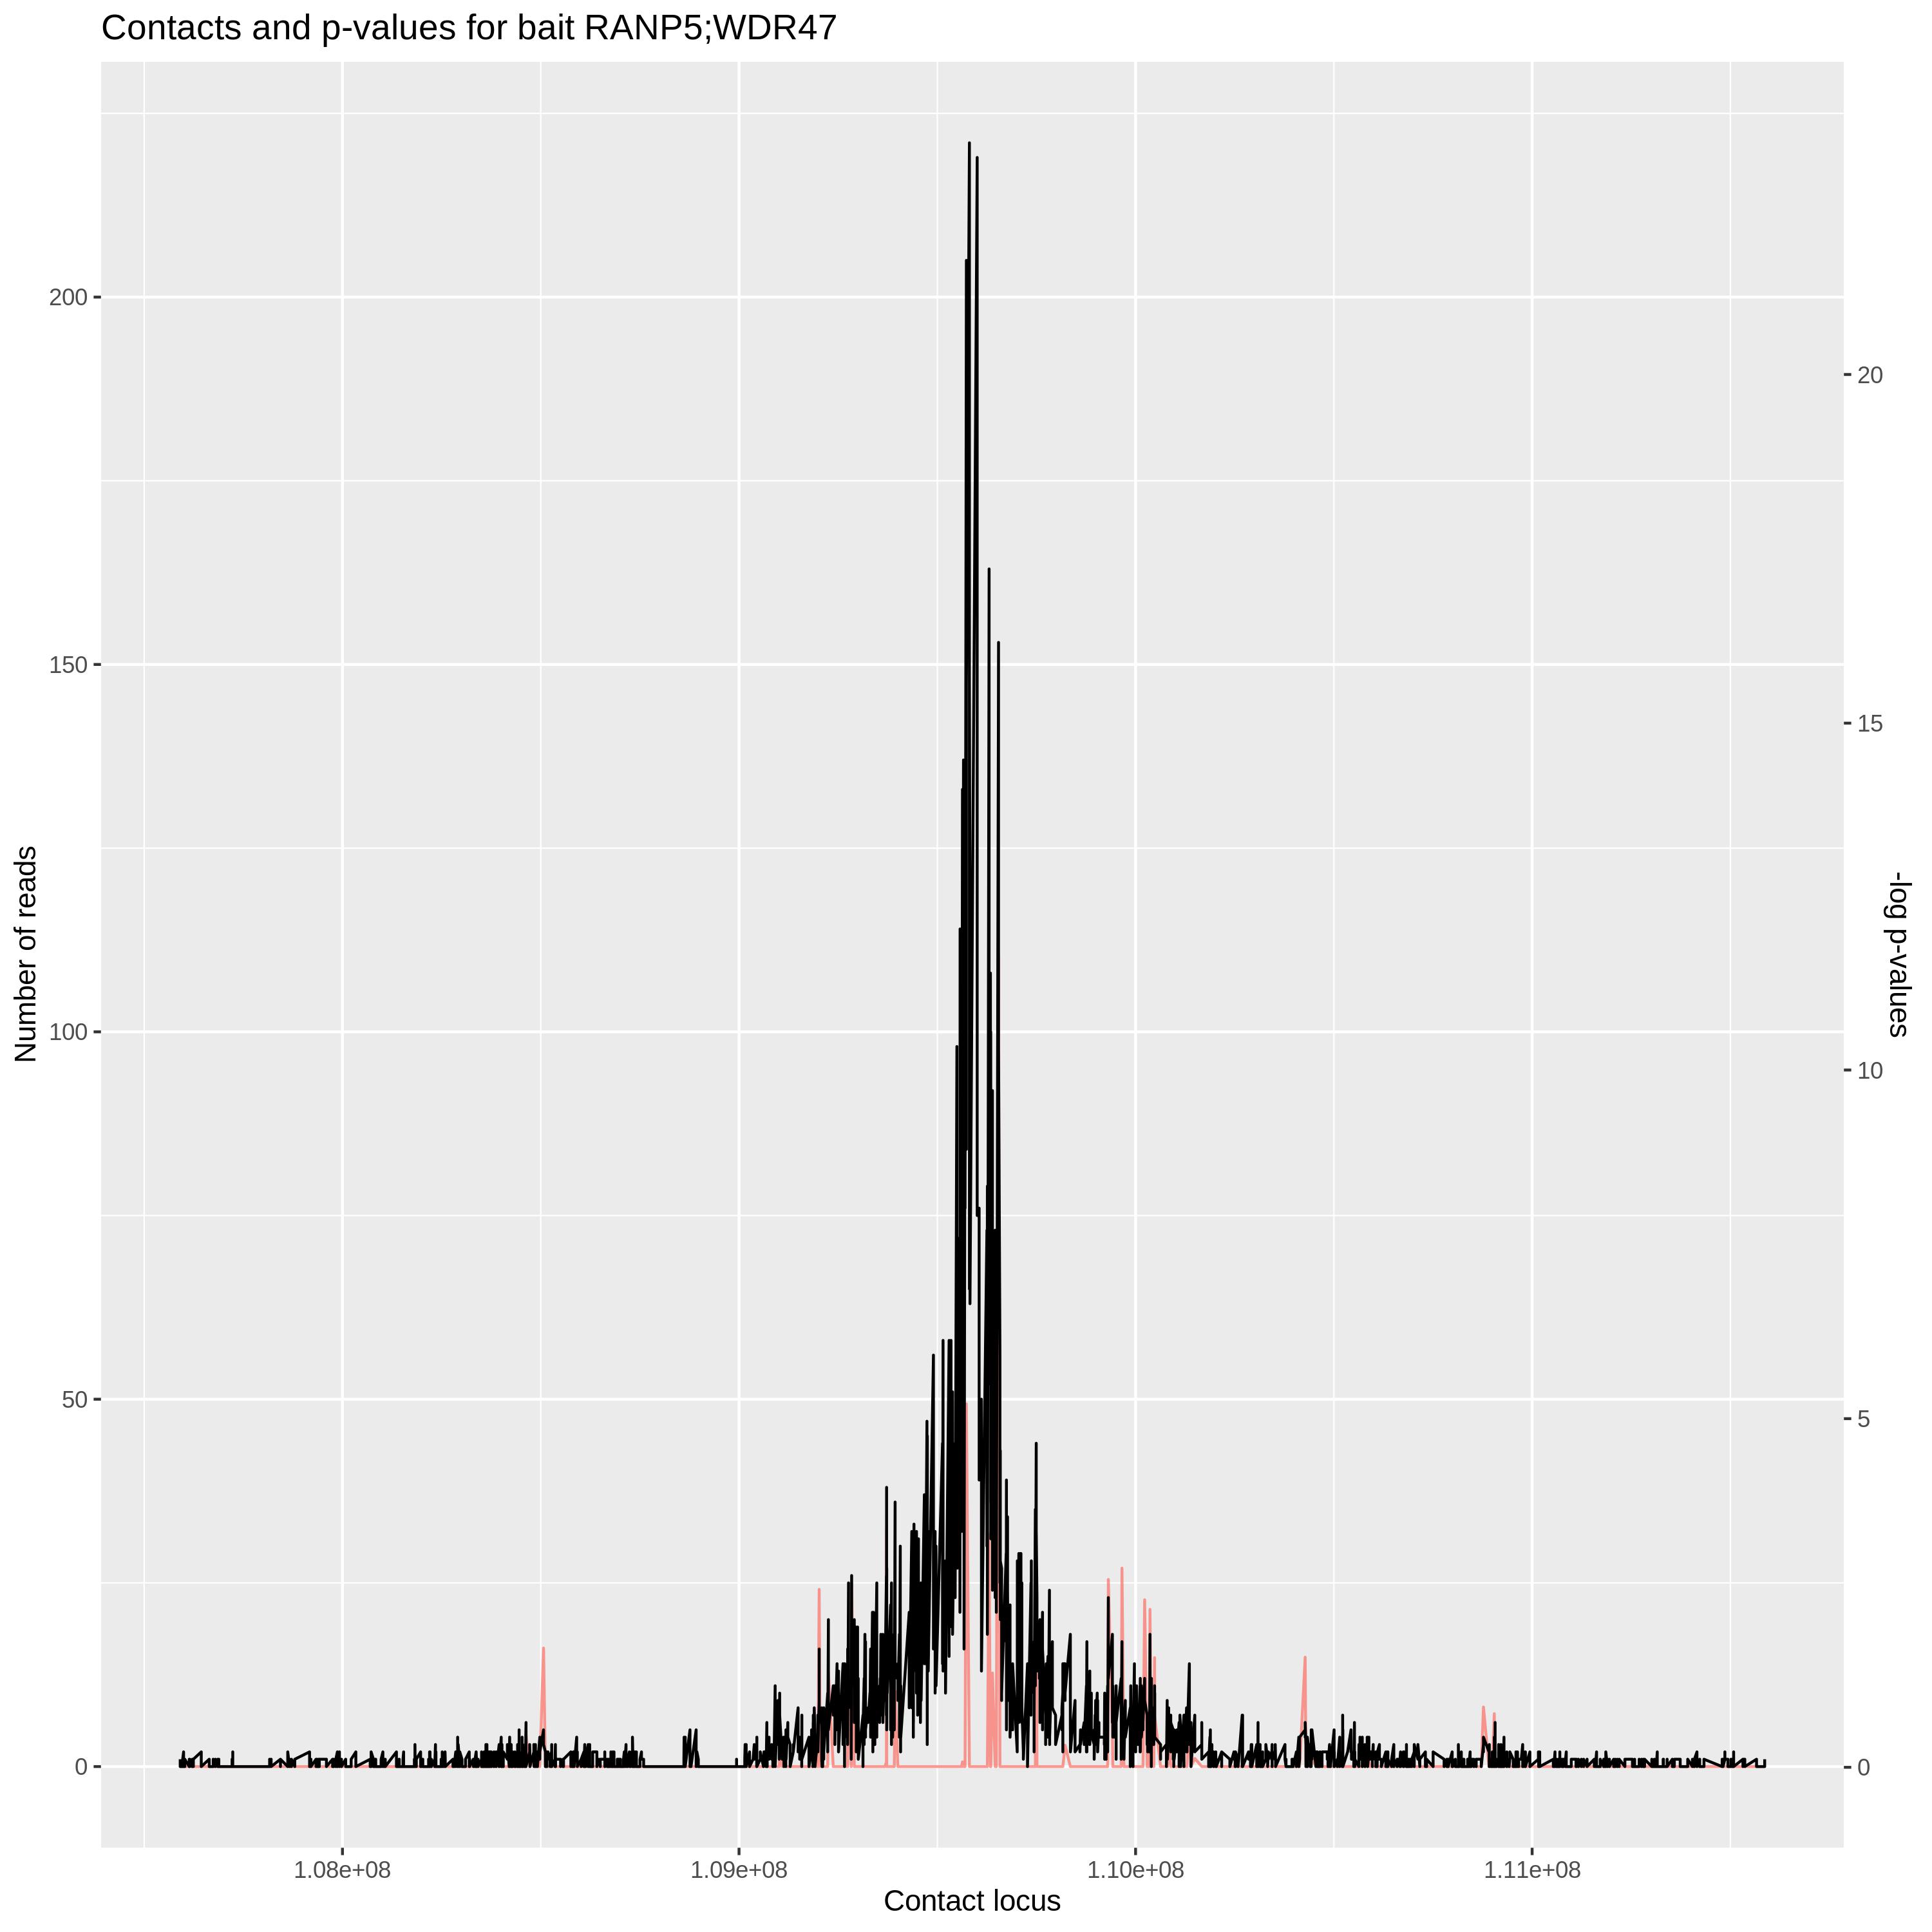 Contacts and p-values for bait RANP5;WDR47
Number of reads
200
150
100
50
0
20
15
10
5
0
-log p-values
1.08e+08
1.09e+08
1.10e+08
1.11e+08
Contact locus